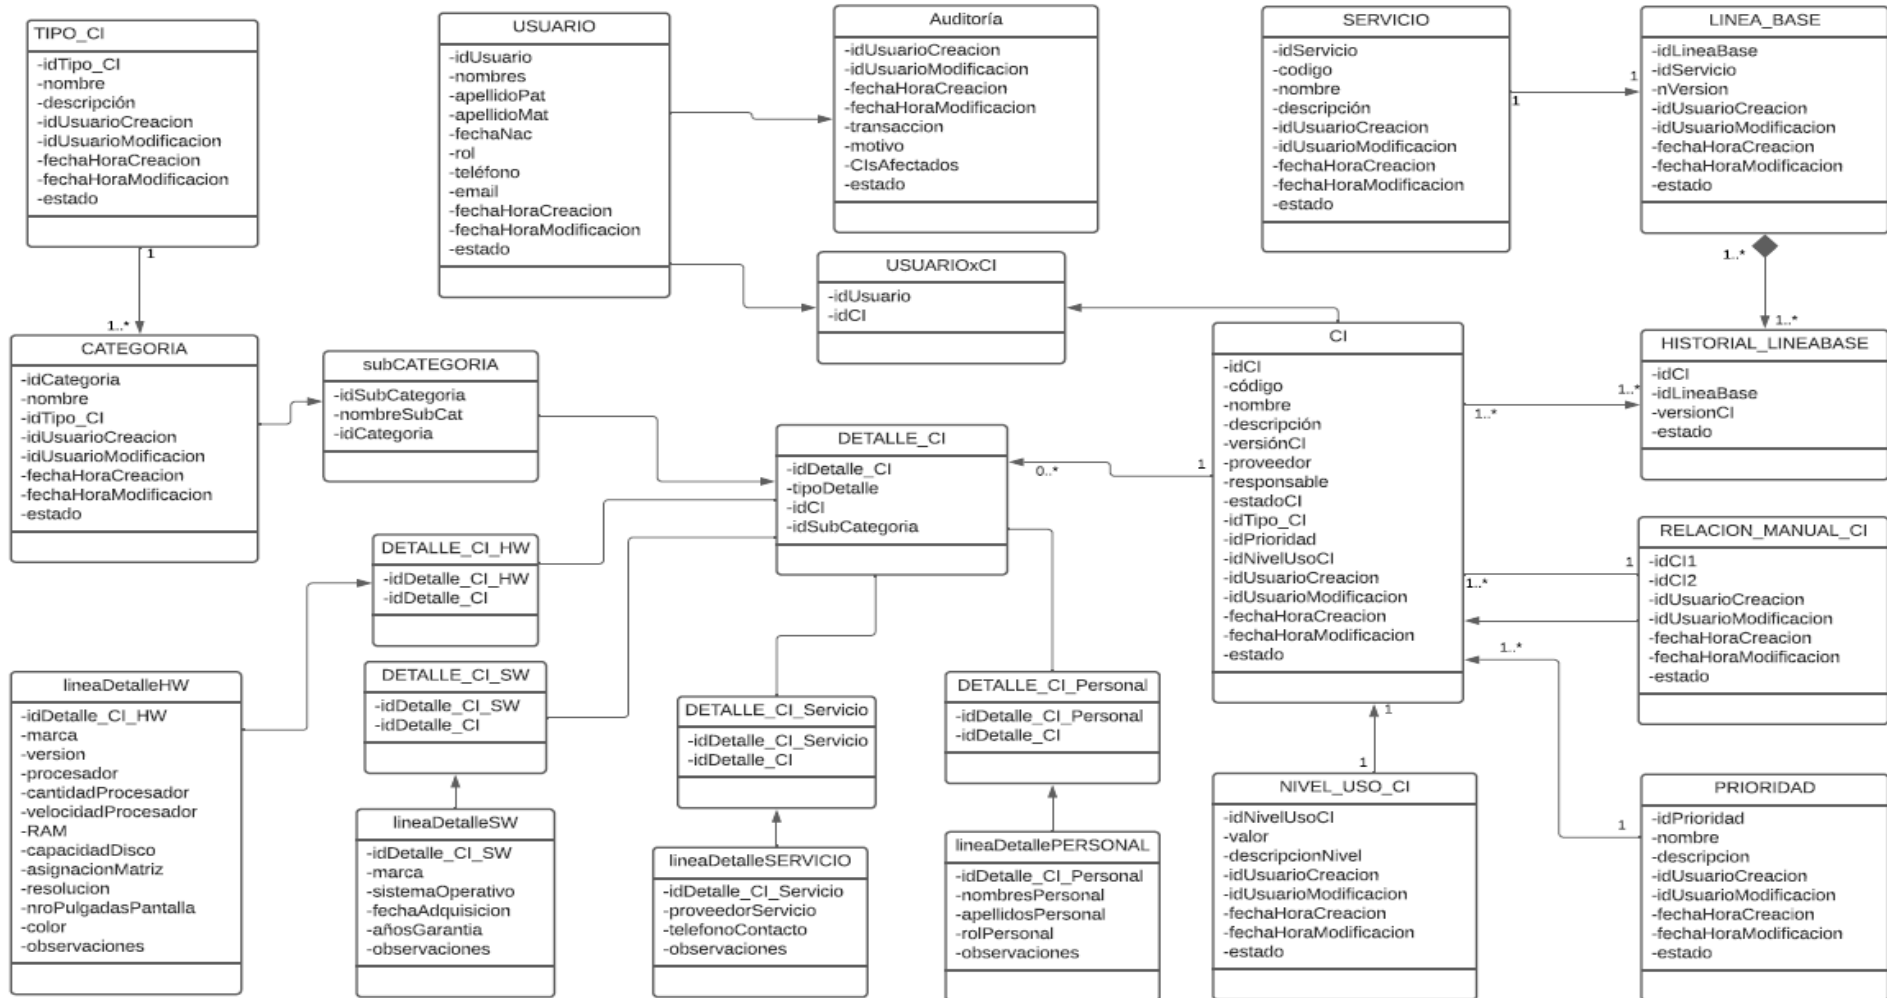 TIPO_CI
-idTipo_CI
-nombre
-descripción
-idUsuarioCreacion
-idUsuarioModificacion
-fechaHoraCreacion
-fechaHoraModificacion
-estado
USUARIO
-idUsuario
-nombres
-apellidoPat
-apellidoMat
-fechaNac
-rol
-teléfono
-email
-fechaHoraCreacion
-fechaHoraModificacion
-estado
Auditoría
-idUsuarioCreacion
-idUsuarioModificacion
-fechaHoraCreacion
-fechaHoraModificacion
-transaccion
-motivo
-CIsAfectados
-estado
SERVICIO
-idServicio
-codigo
-nombre
-descripción
-idUsuarioCreacion
-idUsuarioModificacion
-fechaHoraCreacion
-fechaHoraModificacion
-estado
1
1
LINEA_BASE
-idLineaBase
-idServicio
-nVersion
-idUsuarioCreacion
-idUsuarioModificacion
-fechaHoraCreacion
-fechaHoraModificacion
-estado
1..*
1..*
1
1..*
USUARIOxCI
-idUsuario
-idCI
CATEGORIA
-idCategoria
-nombre
-idTipo_CI
-idUsuarioCreacion
-idUsuarioModificacion
-fechaHoraCreacion
-fechaHoraModificacion
-estado
subCATEGORIA
-idSubCategoria
-nombreSubCat
-idCategoria
DETALLE_CI
-idDetalle_CI
-tipoDetalle
-idCI
-idSubCategoria
0..*
1
CI
-idCI
-código
-nombre
-descripción
-versiónCI
-proveedor
-responsable
-estadoCI
-idTipo_CI
-idPrioridad
-idNivelUsoCI
-idUsuarioCreacion
-idUsuarioModificacion
-fechaHoraCreacion
-fechaHoraModificacion
-estado
1..*
1..*
HISTORIAL_LINEABASE
-idCI
-idLineaBase
-versionCI
-estado
1
1..*
RELACION_MANUAL_CI
-idCI1
-idCI2
-idUsuarioCreacion
-idUsuarioModificacion
-fechaHoraCreacion
-fechaHoraModificacion
-estado
1..*
1
DETALLE_CI_HW
-idDetalle_CI_HW
-idDetalle_CI
DETALLE_CI_SW
-idDetalle_CI_SW
-idDetalle_CI
DETALLE_CI_Servicio
-idDetalle_CI_Servicio
-idDetalle_CI
DETALLE_CI_Personal
-idDetalle_CI_Personal
-idDetalle_CI
lineaDetalleHW
-idDetalle_CI_HW
-marca
-version
-procesador
-cantidadProcesador
-velocidadProcesador
-RAM
-capacidadDisco
-asignacionMatriz
-resolucion
-nroPulgadasPantalla
-color
-observaciones
lineaDetalleSW
-idDetalle_CI_SW
-marca
-sistemaOperativo
-fechaAdquisicion
-añosGarantia
-observaciones
lineaDetalleSERVICIO
-idDetalle_CI_Servicio
-proveedorServicio
-telefonoContacto
-observaciones
lineaDetallePERSONAL
-idDetalle_CI_Personal
-nombresPersonal
-apellidosPersonal
-rolPersonal
-observaciones
1
1
NIVEL_USO_CI
-idNivelUsoCI
-valor
-descripcionNivel
-idUsuarioCreacion
-idUsuarioModificacion
-fechaHoraCreacion
-fechaHoraModificacion
-estado
PRIORIDAD
-idPrioridad
-nombre
-descripcion
-idUsuarioCreacion
-idUsuarioModificacion
-fechaHoraCreacion
-fechaHoraModificacion
-estado